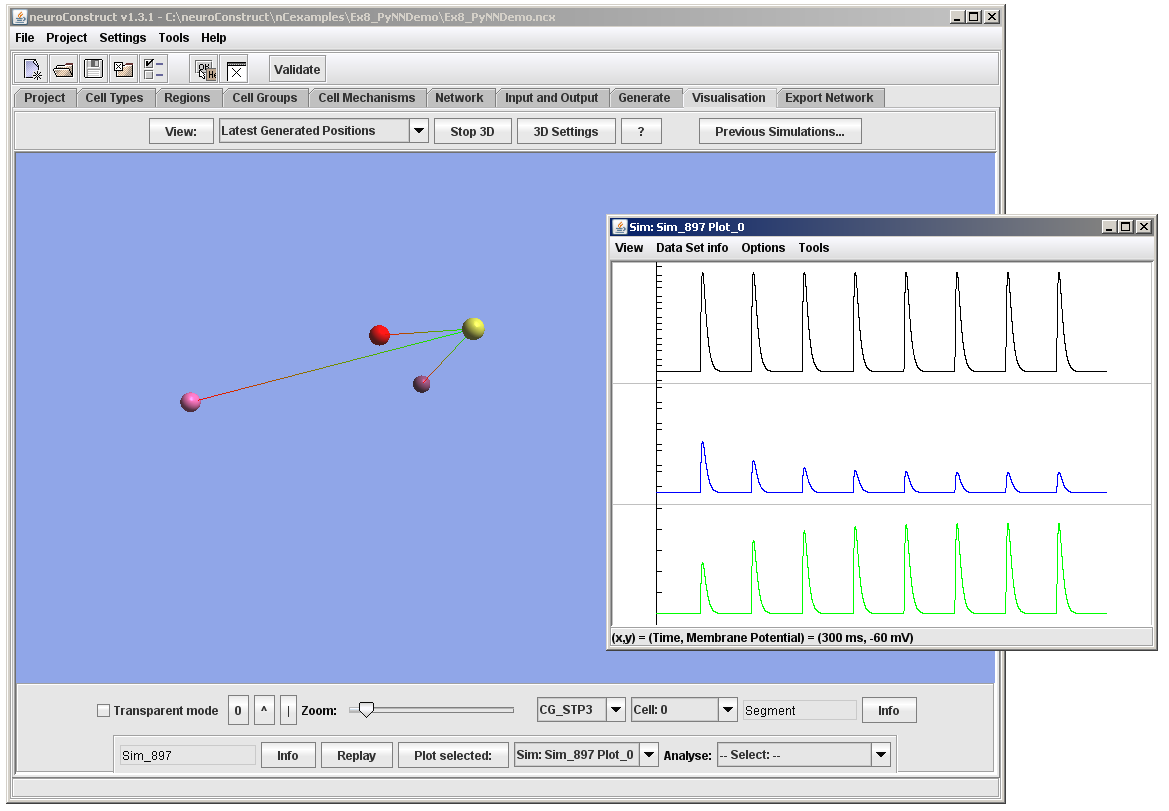 neuroConstruct v1.3.1 - C:\neuroConstruct\nCexamples\Ex8_PyNNDemo\Ex8_PyNNDemo.ncx
File Project Settings Tools Help
Validate
Project Cell Types Regions Cell Groups Cell Mechanisms Network Input and Output Generate Visualisation Export Network
View: Latest Generated Positions Stop 3D 3D Settings ? Previous Simulations...
Sim: Sim_897 Plot_0
View Data Set info Options Tools
(x,y) = (Time, Membrane Potential) = (300 ms, -60 mV)
Transparent mode 0 ^ | Zoom: CG_STP3 Cell: 0 Segment Info
Sim_897 Info Replay Plot selected: Sim: Sim_897 Plot_0 Analyse: -- Select: --